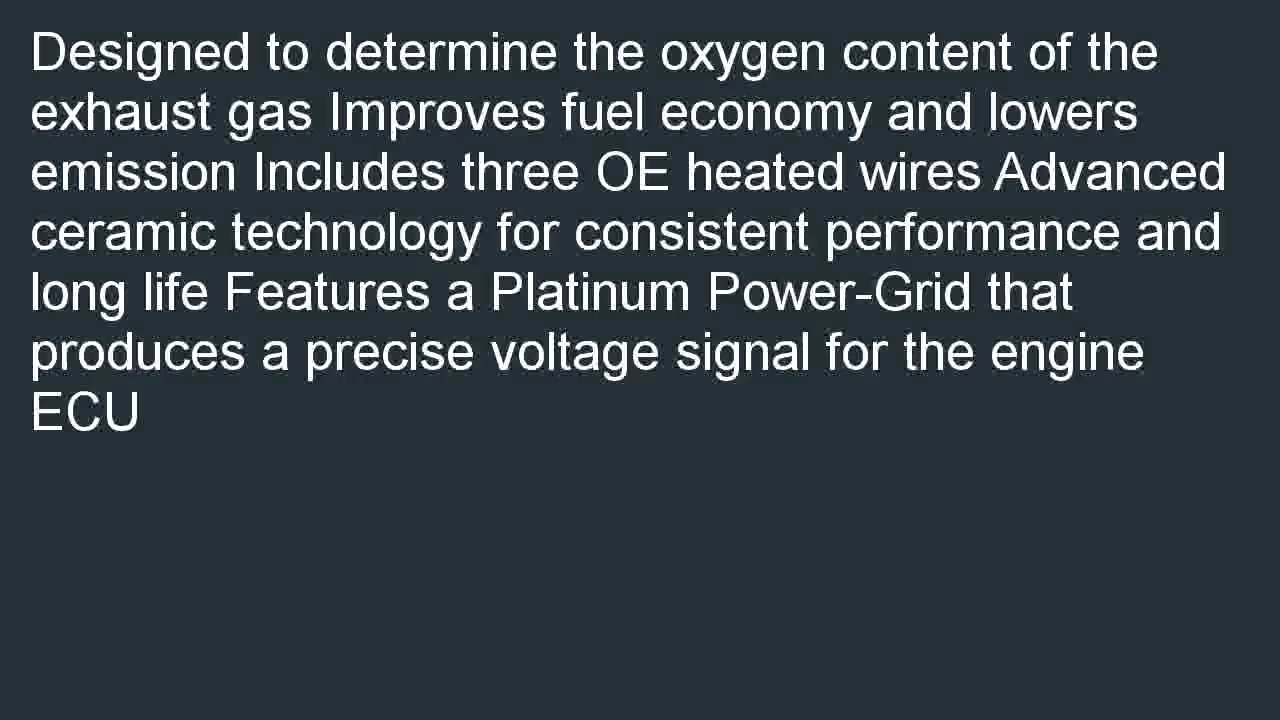 Designed to determine the oxygen content of the
exhaust gas Improves fuel economy and lowers
emission Includes three OE heated wires Advanced
ceramic technology for consistent performance and
long life Features a Platinum Power-Grid that
produces a precise voltage signal for the engine
ECU